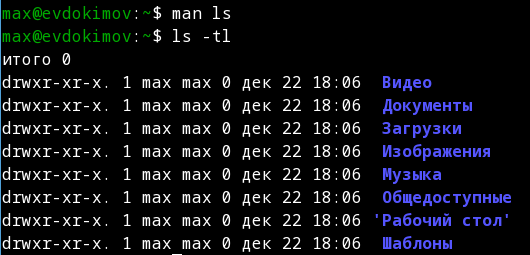 max@evdokimov:~$ man ls
max@evdokimov:~$ ls -tl
итого 0
drwxr-xr-x. 1 max max 0 дек 22 18:06  Видео
drwxr-xr-x. 1 max max 0 дек 22 18:06  Документы
drwxr-xr-x. 1 max max 0 дек 22 18:06  Загрузки
drwxr-xr-x. 1 max max 0 дек 22 18:06  Изображения
drwxr-xr-x. 1 max max 0 дек 22 18:06  Музыка
drwxr-xr-x. 1 max max 0 дек 22 18:06  Общедоступные
drwxr-xr-x. 1 max max 0 дек 22 18:06 'Рабочий стол'
drwxr-xr-x. 1 max max 0 дек 22 18:06  Шаблоны